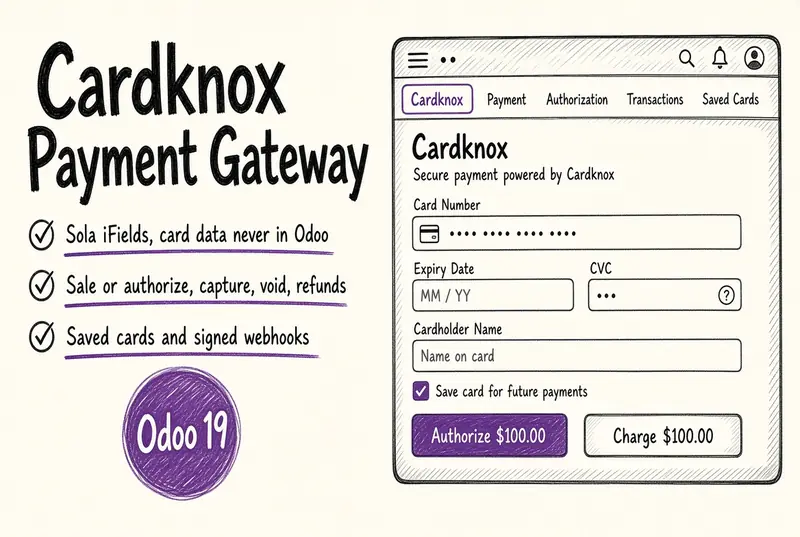 Cardknox
Payment Gateway
Sola iFields, card data never in Odoo
Sale or authorize, capture, void, refunds
Saved cards and signed webhooks
Odoo 19
Cardknox Payment Authorization Transactions Saved Cards
Cardknox
Secure payment powered by Cardknox
Card Number
•••• •••• •••• ••••
Expiry Date CVC
MM / YY ••• ?
Cardholder Name
Name on card
Save card for future payments
Authorize $100.00 Charge $100.00